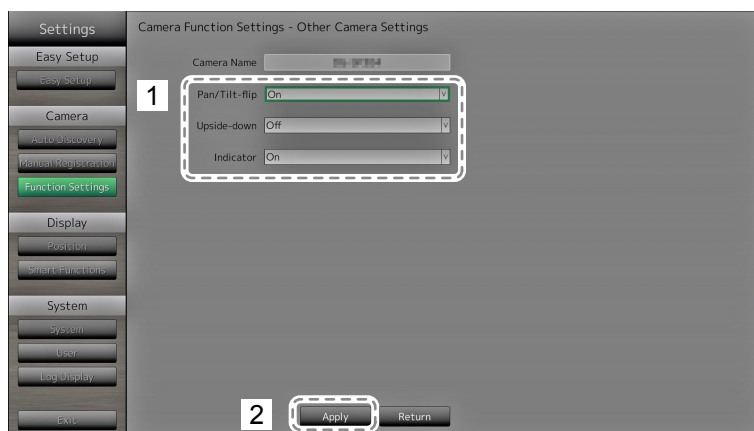 Settings
Camera Function Settings - Other Camera Settings
Easy Setup
Easy Setup
Camera
Auto Discovery
Manual Registration
Function Settings
Display
Position
Smart Functions
System
System
User
Log Display
Exit
Camera Name
1
Pan/Tilt-flip On
Upside-down Off
Indicator On
2
Apply
Return